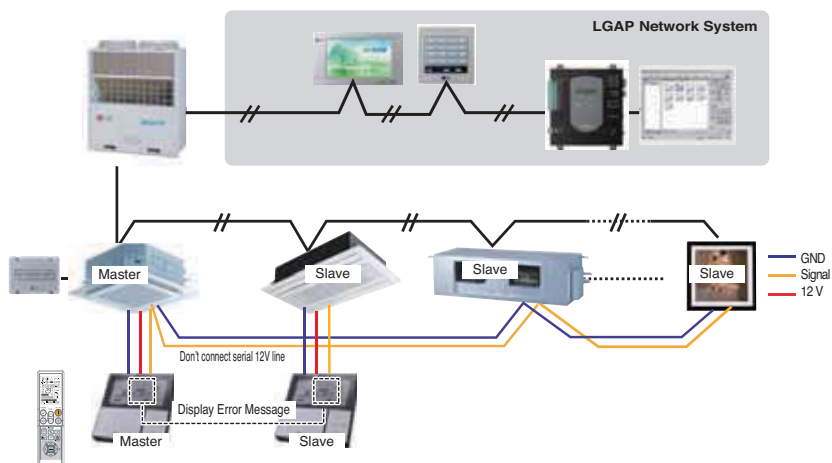 LGAP Network System
Master
Slave
Slave
Slave
GND
Signal
12 V
Don't connect serial 12V line
Display Error Message
Master
Slave